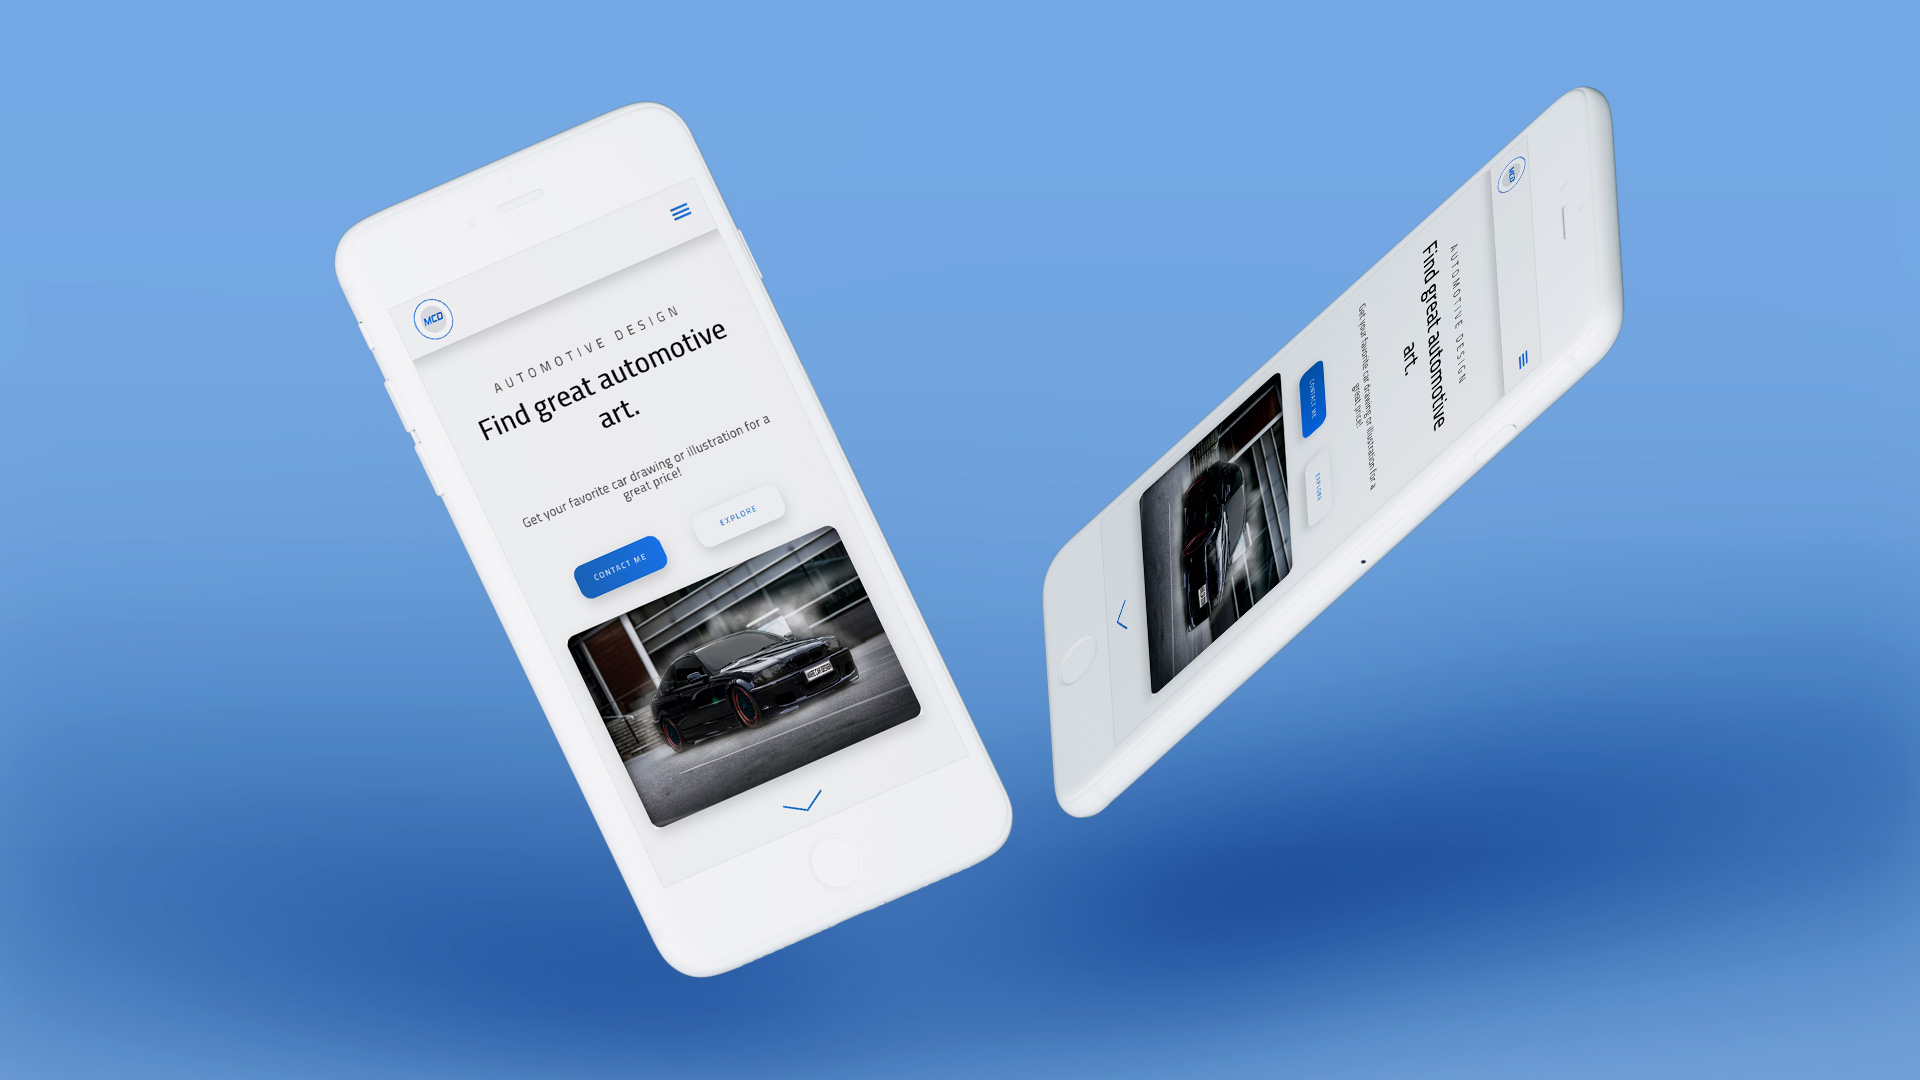 MCD
AUTOMOTIVE DESIGN
Find great automotive
art.
Get your favorite car drawing or illustration for a
great price!
CONTACT ME
EXPLORE
MCD
AUTOMOTIVE DESIGN
Find great automotive
art.
Get your favorite car drawing or illustration for a
great price!
CONTACT ME
EXPLORE